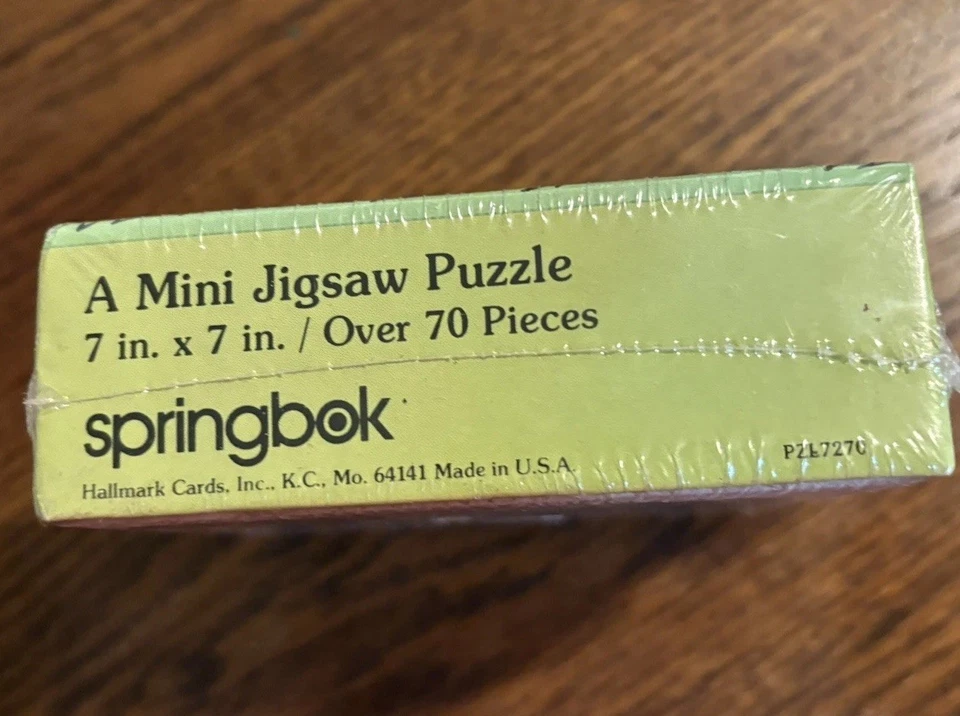 A Mini Jigsaw Puzzle
7 in. x 7 in. / Over 70 Pieces
springbok
Hallmark Cards, Inc., K.C., Mo. 64141 Made in U.S.A.